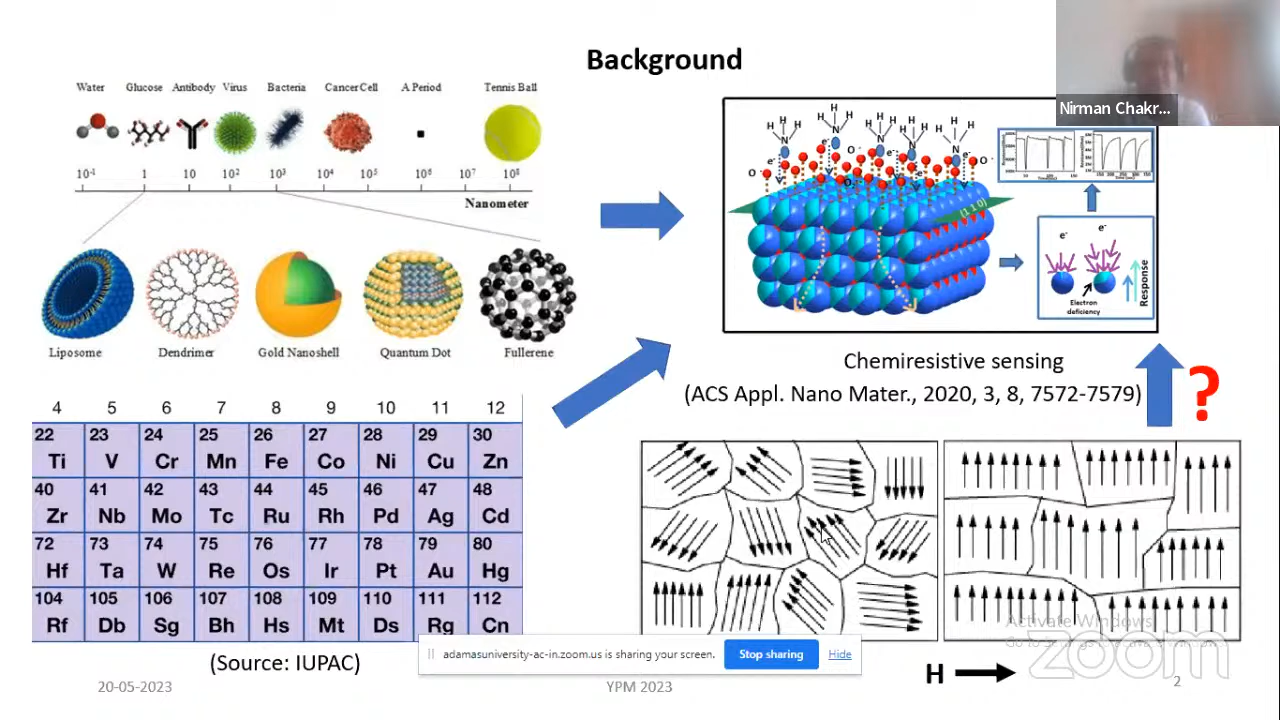 Background
Nirman Chakr...
Water Glucose Antibody Virus Bacteria Cancer Cell A Period Tennis Ball
10-1 1 10 10² 10³ 10⁴ 10⁵ 10⁶ 10⁷ 10⁸
Nanometer
Liposome Dendrimer Gold Nanoshell Quantum Dot Fullerene
(1 1 0)
e- e-
Electron
deficiency
Response
Chemiresistive sensing
(ACS Appl. Nano Mater., 2020, 3, 8, 7572-7579)
?
4 5 6 7 8 9 10 11 12
22 23 24 25 26 27 28 29 30
Ti V Cr Mn Fe Co Ni Cu Zn
40 41 42 43 44 45 46 47 48
Zr Nb Mo Tc Ru Rh Pd Ag Cd
72 73 74 75 76 77 78 79 80
Hf Ta W Re Os Ir Pt Au Hg
104 105 106 107 108 109 110 111 112
Rf Db Sg Bh Hs Mt Ds Rg Cn
(Source: IUPAC)
adamasuniversity-ac-in.zoom.us is sharing your screen. Stop sharing Hide
H
Activate Windows
zoom
20-05-2023 YPM 2023 2